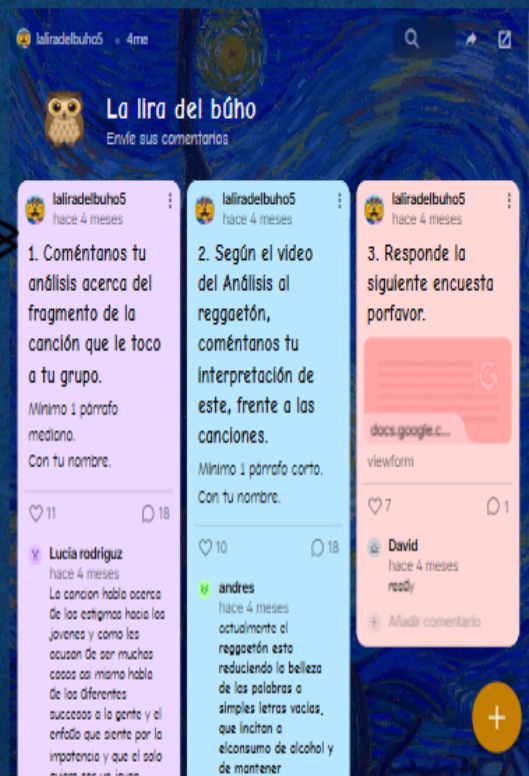 laliradelbuho5 • 4me
La lira del búho
Envíe sus comentarios
laliradelbuho5
hace 4 meses
1. Coméntanos tu
análisis acerca del
fragmento de la
canción que le toco
a tu grupo.
Mínimo 1 párrafo
mediano.
Con tu nombre.
11
18
Lucia rodriguz
hace 4 meses
La cancion habla acerca
de los estigmas hacia los
jovenes y como les
acusan de ser muchas
cosas asi mismo habla
de los diferentes
sucesos a la gente y el
enfado que siente por la
impotencia y que el solo
laliradelbuho5
hace 4 meses
2. Según el video
del Análisis al
reggaetón,
coméntanos tu
interpretación de
este, frente a las
canciones.
Mínimo 1 párrafo corto.
Con tu nombre.
10
18
andres
hace 4 meses
actualmente el
reggaetón esta
reduciendo la belleza
de las palabras a
simples letras vacías,
que incitan a
elconsumo de alcohol y
de mantener
laliradelbuho5
hace 4 meses
3. Responde la
siguiente encuesta
porfavor.
G
docs.google.c...
viewform
7
1
David
hace 4 meses
ready
Añadir comentario